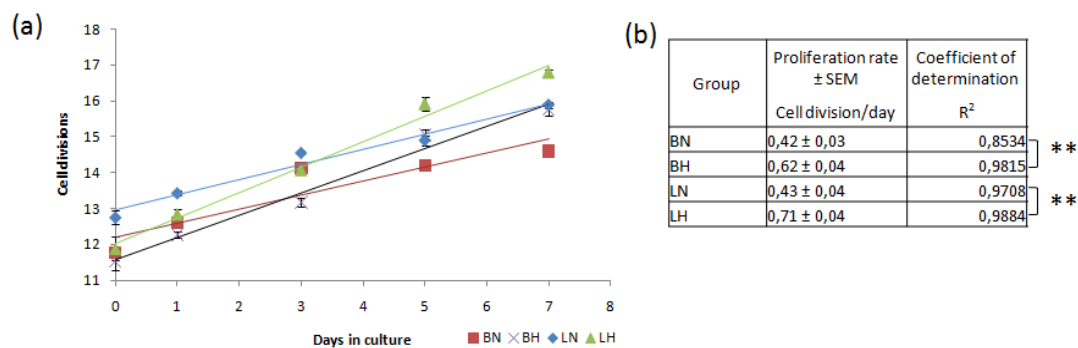 (a)
18
17
16
15
14
13
12
11
Cell divisions
0 1 2 3 4 5 6 7 8
Days in culture
BN BH LN LH
(b)
Group
Proliferation rate
± SEM
Cell division/day
Coefficient of
determination
R²
BN 0,42 ± 0,03 0,8534
BH 0,62 ± 0,04 0,9815
LN 0,43 ± 0,04 0,9708
LH 0,71 ± 0,04 0,9884
**
**